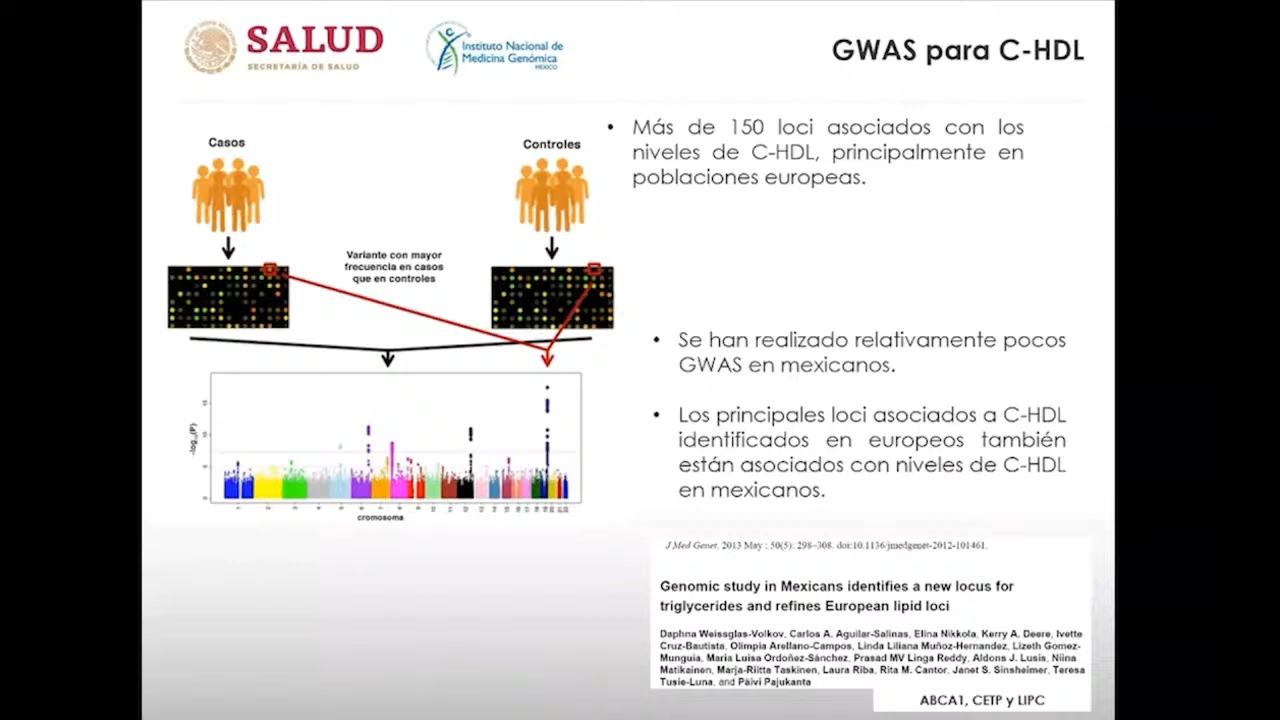 SALUD
SECRETARÍA DE SALUD
Instituto Nacional de
Medicina Genómica
MÉXICO
GWAS para C-HDL
Casos
Controles
Variante con mayor
frecuencia en casos
que en controles
-log10(P)
cromosoma
• Más de 150 loci asociados con los
niveles de C-HDL, principalmente en
poblaciones europeas.
• Se han realizado relativamente pocos
GWAS en mexicanos.
• Los principales loci asociados a C-HDL
identificados en europeos también
están asociados con niveles de C-HDL
en mexicanos.
J Med Genet. 2013 May ; 50(5): 298–308. doi:10.1136/jmedgenet-2012-101461.
Genomic study in Mexicans identifies a new locus for
triglycerides and refines European lipid loci
Daphna Weissglas-Volkov, Carlos A. Aguilar-Salinas, Elina Nikkola, Kerry A. Deere, Ivette
Cruz-Bautista, Olimpia Arellano-Campos, Linda Liliana Muñoz-Hernandez, Lizeth Gomez-
Munguia, Maria Luisa Ordoñez-Sánchez, Prasad MV Linga Reddy, Aldons J. Lusis, Niina
Matikainen, Marja-Riitta Taskinen, Laura Riba, Rita M. Cantor, Janet S. Sinsheimer, Teresa
Tusie-Luna, and Päivi Pajukanta
ABCA1, CETP y LIPC